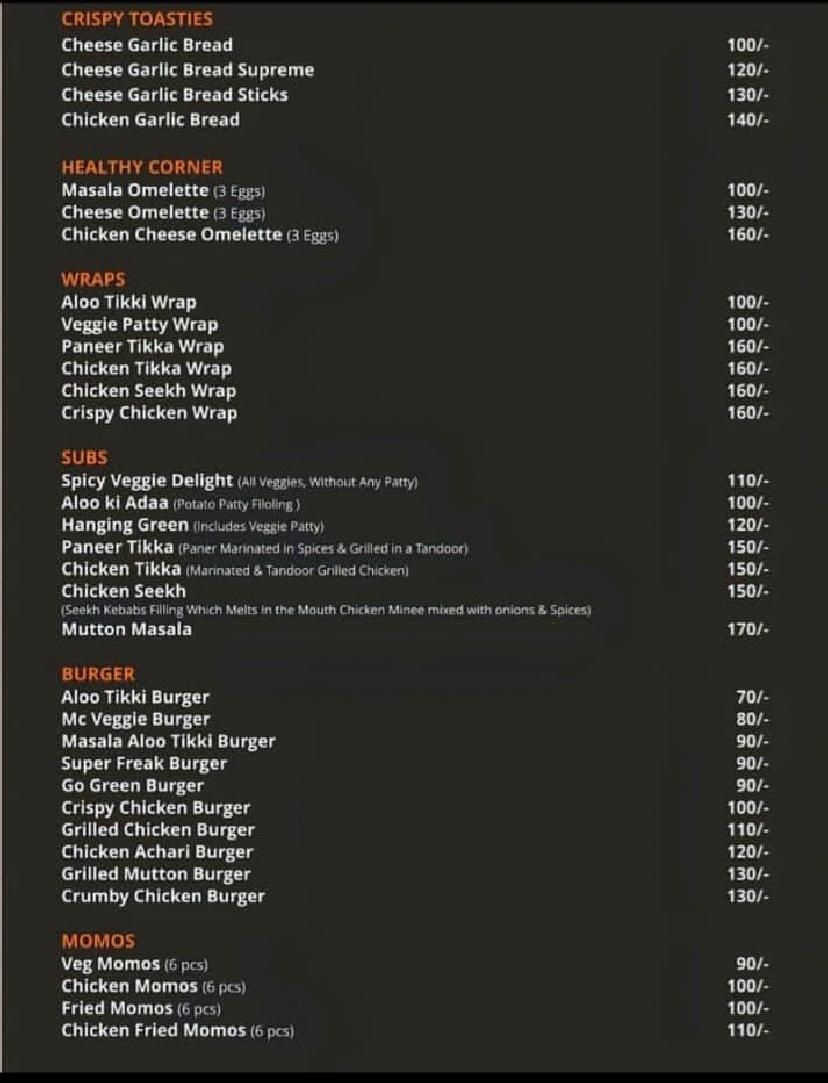 CRISPY TOASTIES
Cheese Garlic Bread 100/-
Cheese Garlic Bread Supreme 120/-
Cheese Garlic Bread Sticks 130/-
Chicken Garlic Bread 140/-
HEALTHY CORNER
Masala Omelette (3 Eggs) 100/-
Cheese Omelette (3 Eggs) 130/-
Chicken Cheese Omelette (3 Eggs) 160/-
WRAPS
Aloo Tikki Wrap 100/-
Veggie Patty Wrap 100/-
Paneer Tikka Wrap 160/-
Chicken Tikka Wrap 160/-
Chicken Seekh Wrap 160/-
Crispy Chicken Wrap 160/-
SUBS
Spicy Veggie Delight (All Veggies, Without Any Patty) 110/-
Aloo ki Adaa (Potato Patty Filoling ) 100/-
Hanging Green (Includes Veggie Patty) 120/-
Paneer Tikka (Paner Marinated in Spices & Grilled in a Tandoor) 150/-
Chicken Tikka (Marinated & Tandoor Grilled Chicken) 150/-
Chicken Seekh 150/-
(Seekh Kebabs Filling Which Melts In the Mouth Chicken Minee mixed with onions & Spices)
Mutton Masala 170/-
BURGER
Aloo Tikki Burger 70/-
Mc Veggie Burger 80/-
Masala Aloo Tikki Burger 90/-
Super Freak Burger 90/-
Go Green Burger 90/-
Crispy Chicken Burger 100/-
Grilled Chicken Burger 110/-
Chicken Achari Burger 120/-
Grilled Mutton Burger 130/-
Crumby Chicken Burger 130/-
MOMOS
Veg Momos (6 pcs) 90/-
Chicken Momos (6 pcs) 100/-
Fried Momos (6 pcs) 100/-
Chicken Fried Momos (6 pcs) 110/-